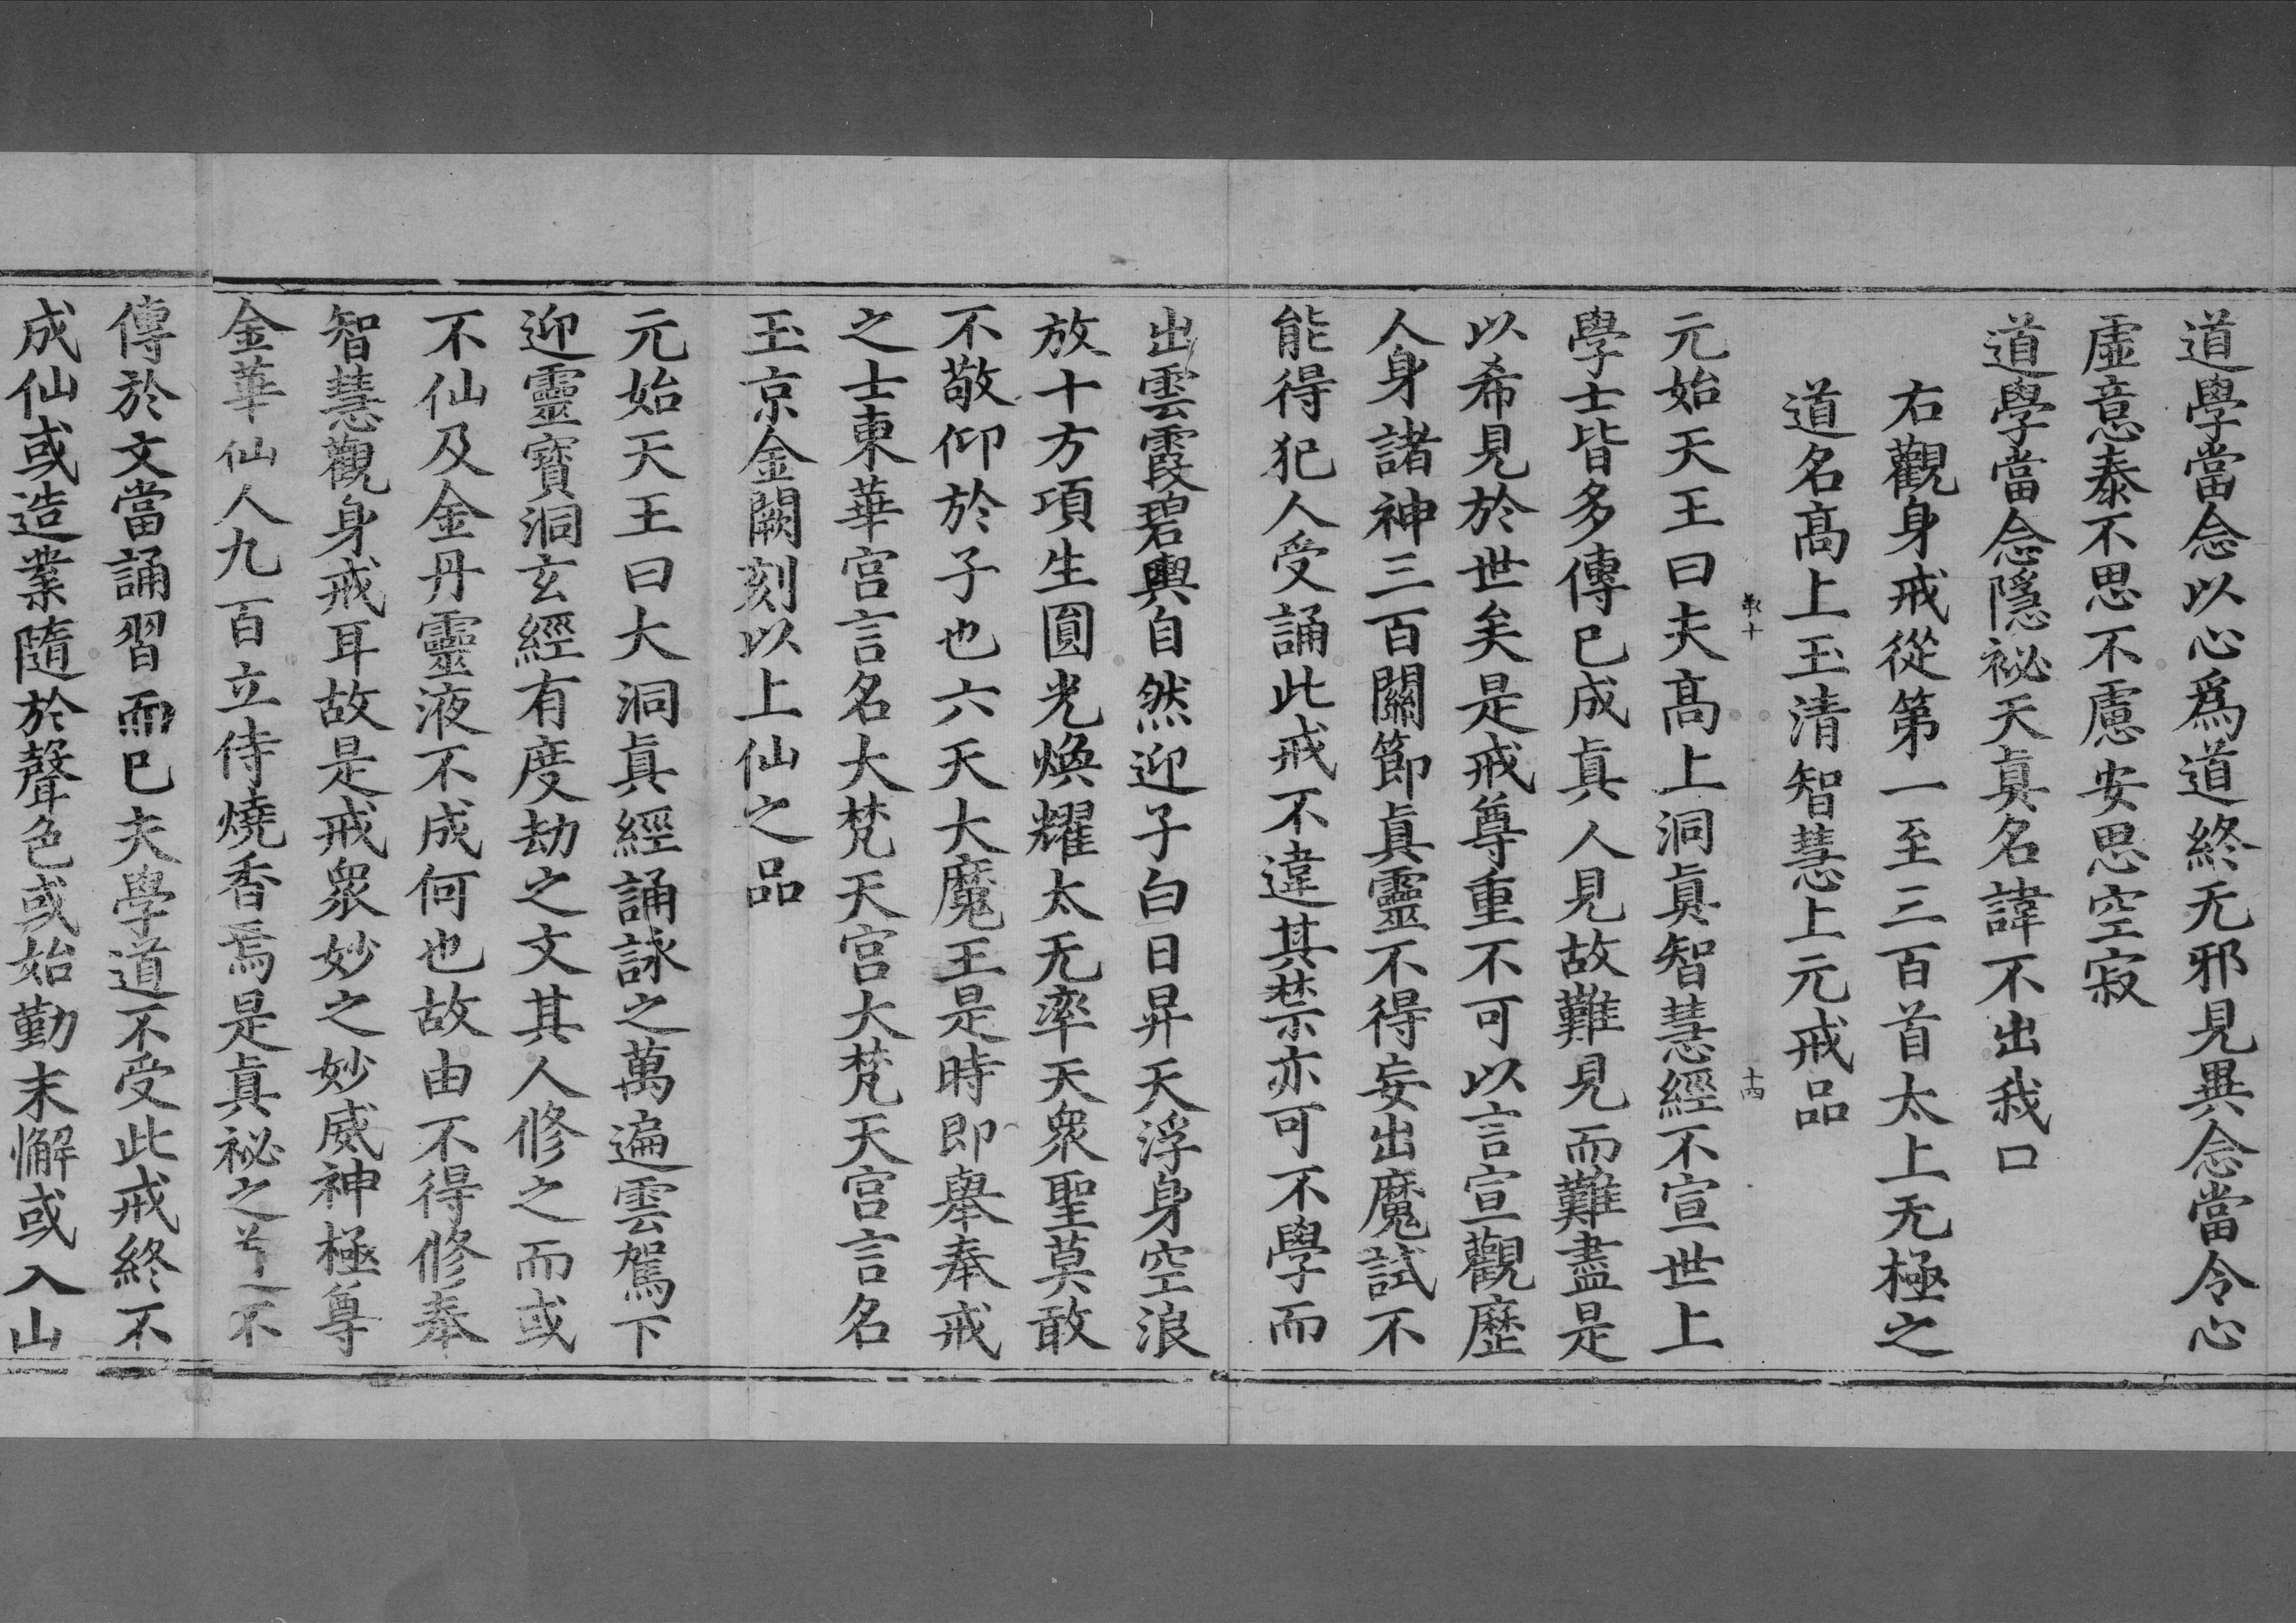 道學當念以心爲道終无邪見異念當令心
虛意泰不思不慮安思空寂
道學當念隱祕天眞名諱不出我口
右觀身戒從第一至三百首太上无極之
道名高上玉清智慧上元戒品
十四
元始天王曰夫高上洞眞智慧經不宣世上
學士皆多傳已成眞人見故難見而難盡是
以希見於世矣是戒尊重不可以言宣觀歷
人身諸神三百關節眞靈不得妄出魔試不
能得犯人受誦此戒不違其禁亦可不學而
出雲霞碧輿自然迎子白日昇天浮身空浪
放十方項生圓光煥耀太无率天衆聖莫敢
不敬仰於子也六天大魔王是時即舉奉戒
之士東華宮言名大梵天宮大梵天宮言名
玉京金闕刻以上仙之品
元始天王曰大洞眞經誦詠之萬遍雲駕下
迎靈寶洞玄經有度劫之文其人修之而或
不仙及金丹靈液不成何也故由不得修奉
智慧觀身戒耳故是戒衆妙之妙威神極尊
金華仙人九百立侍燒香焉是眞祕之不
傳於文當誦習而已夫學道不受此戒終不
成仙或造業隨於聲色或始勤末懈或入山